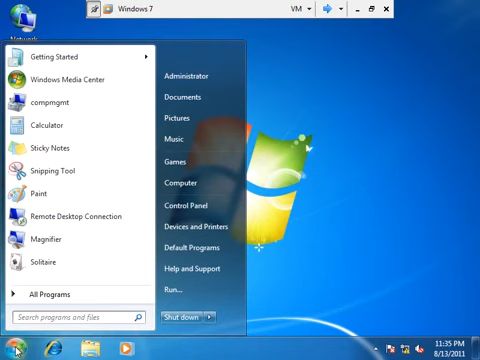 Windows 7
VM
Network
Getting Started
Windows Media Center
compmgmt
Calculator
Sticky Notes
Snipping Tool
Paint
Remote Desktop Connection
Magnifier
Solitaire
All Programs
Search programs and files
Administrator
Documents
Pictures
Music
Games
Computer
Control Panel
Devices and Printers
Default Programs
Help and Support
Run...
Shut down
11:35 PM
8/13/2011